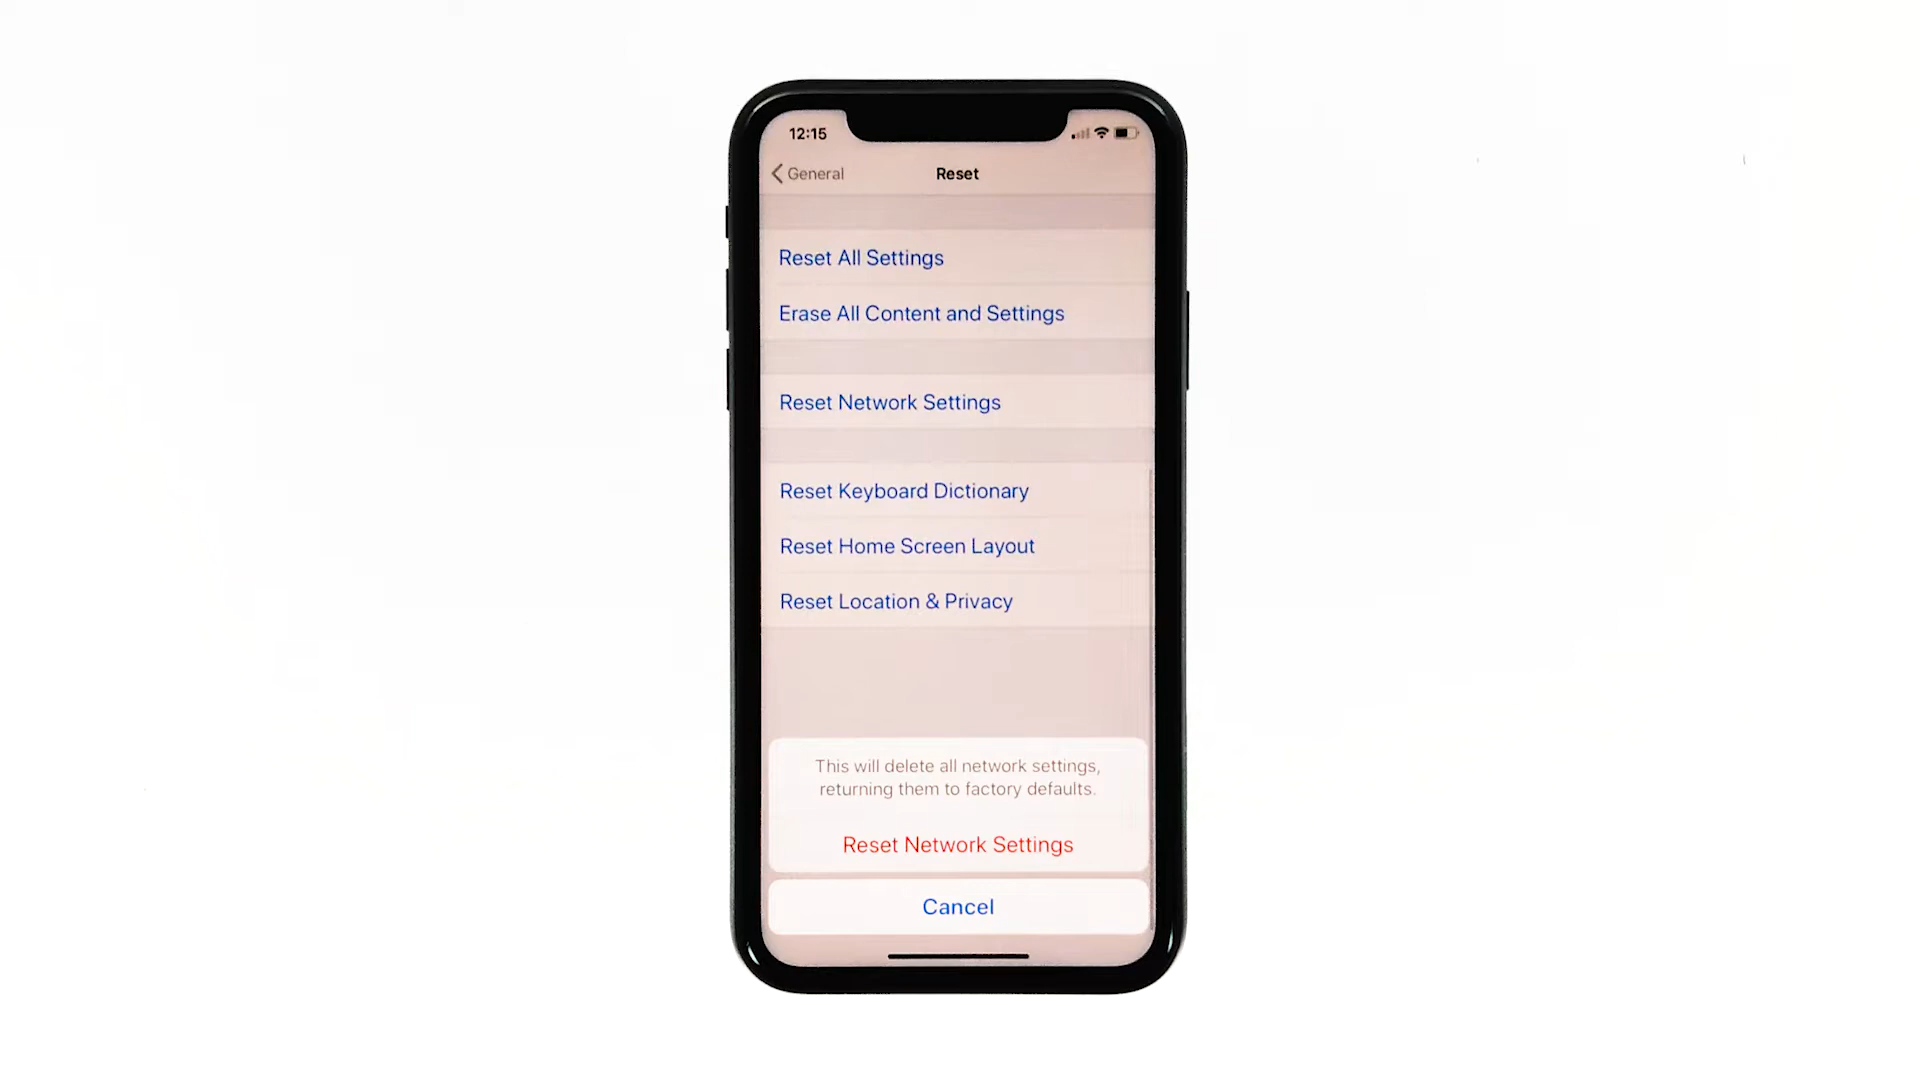 12:15
General
Reset
Reset All Settings
Erase All Content and Settings
Reset Network Settings
Reset Keyboard Dictionary
Reset Home Screen Layout
Reset Location & Privacy
This will delete all network settings,
returning them to factory defaults.
Reset Network Settings
Cancel